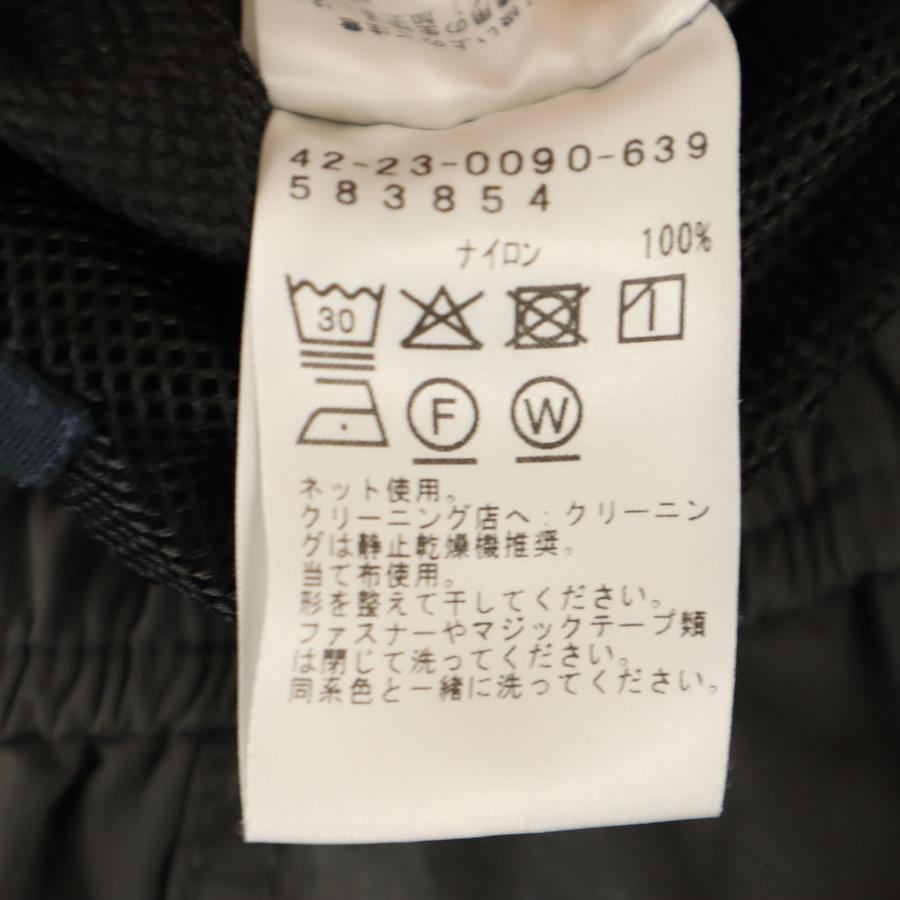 42-23-0090-639
583854
ナイロン 100%
30
F W
ネット使用。
クリーニング店へ:クリーニン
グは静止乾燥機推奨。
当て布使用。
形を整えて干してください。
ファスナーやマジックテープ類
は閉じて洗ってください。
同系色と一緒に洗ってください。